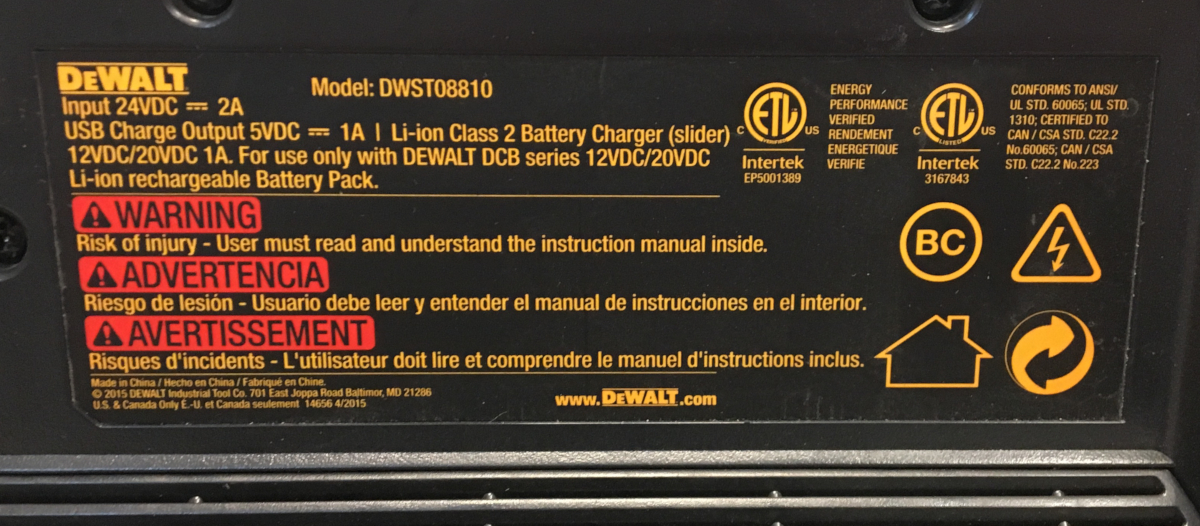 DEWALT
Model: DWST08810
Input 24VDC ⎓ 2A
USB Charge Output 5VDC ⎓ 1A | Li-ion Class 2 Battery Charger (slider)
12VDC/20VDC 1A. For use only with DEWALT DCB series 12VDC/20VDC
Li-ion rechargeable Battery Pack.
WARNING
Risk of injury - User must read and understand the instruction manual inside.
ADVERTENCIA
Riesgo de lesión - Usuario debe leer y entender el manual de instrucciones en el interior.
AVERTISSEMENT
Risques d'incidents - L'utilisateur doit lire et comprendre le manuel d'instructions inclus.
Made in China / Hecho en China / Fabriqué en Chine.
© 2015 DEWALT Industrial Tool Co. 701 East Joppa Road Baltimor, MD 21286
U.S. & Canada Only É.-U. et Canada seulement 14656 4/2015
www.DEWALT.com
C ETL US
Intertek
EP5001389
ENERGY
PERFORMANCE
VERIFIED
RENDEMENT
ENERGETIQUE
VERIFIE
C ETL US
LISTED
Intertek
3167843
CONFORMS TO ANSI/
UL STD. 60065; UL STD.
1310; CERTIFIED TO
CAN / CSA STD. C22.2
No.60065; CAN / CSA
STD. C22.2 No.223
BC